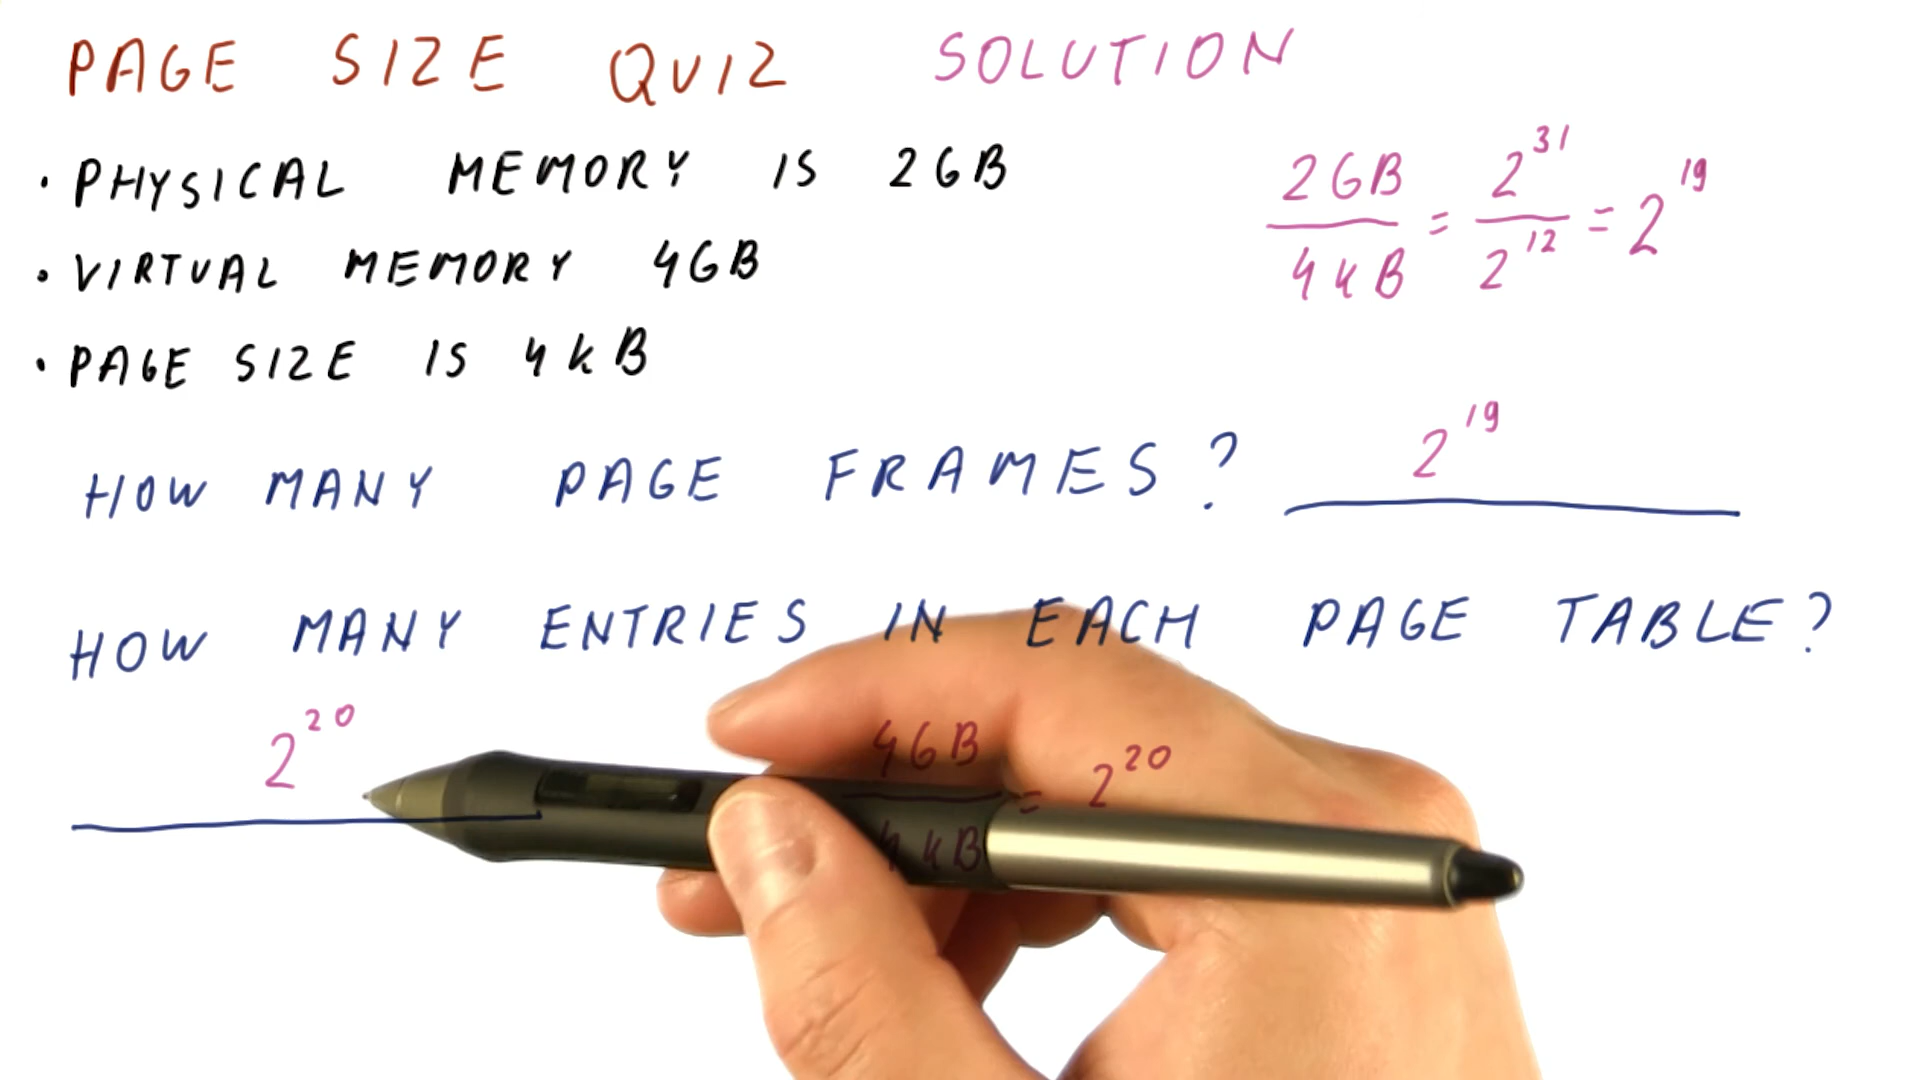 PAGE SIZE QUIZ SOLUTION
• PHYSICAL MEMORY IS 2GB
• VIRTUAL MEMORY 4GB
• PAGE SIZE IS 4kB
2GB / 4kB = 2^31 / 2^12 = 2^19
HOW MANY PAGE FRAMES? 2^19
HOW MANY ENTRIES IN EACH PAGE TABLE?
2^20
4GB / 4kB = 2^20